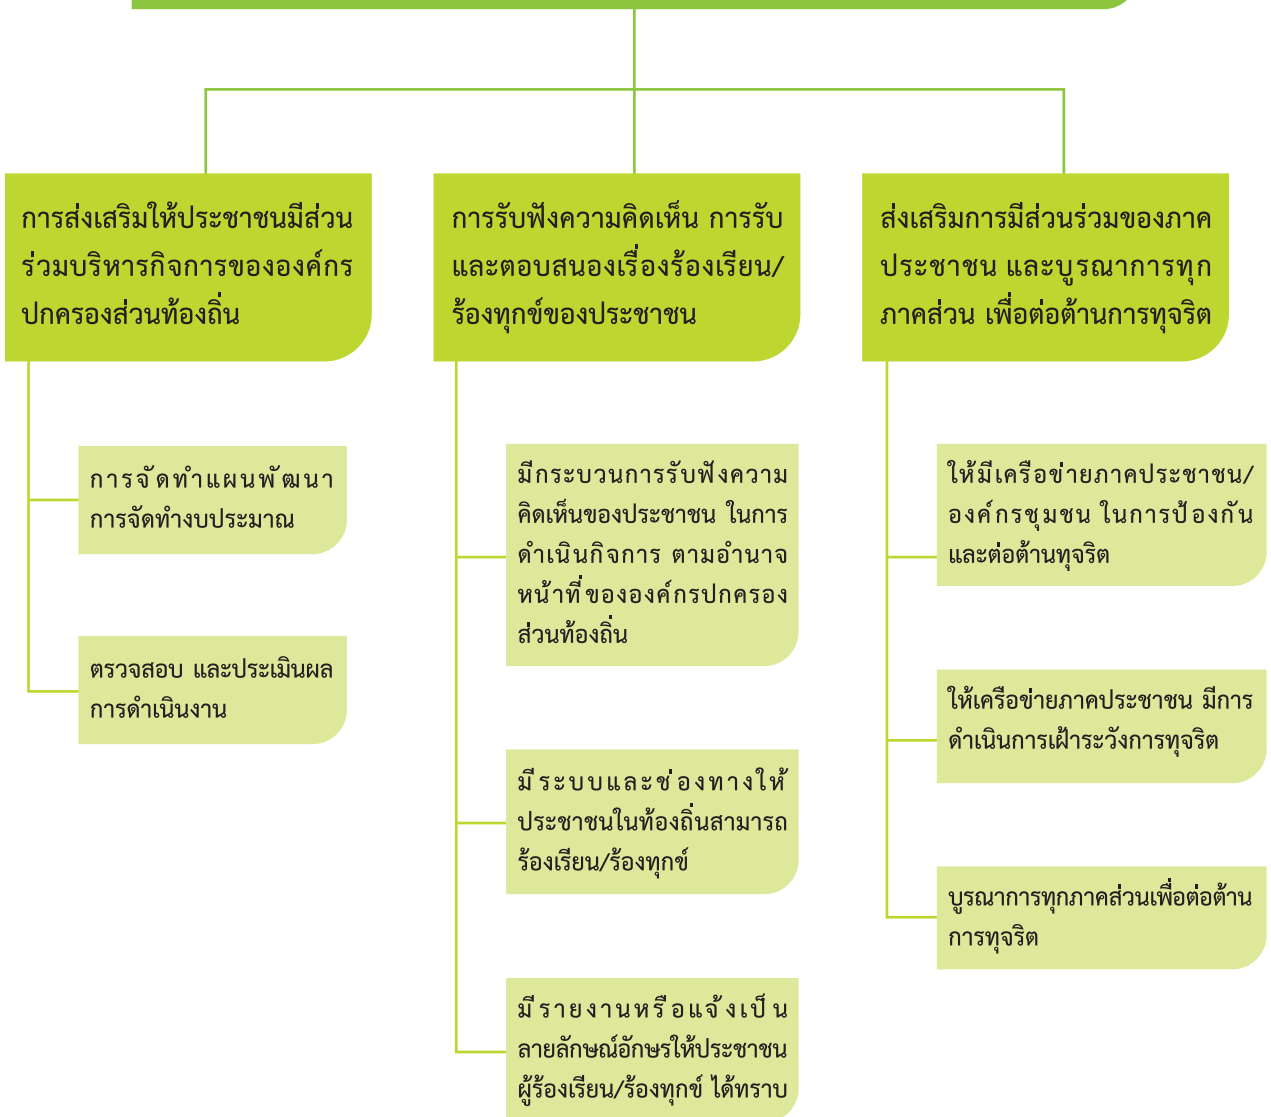 การส่งเสริมให้ประชาชนมีส่วน
ร่วมบริหารกิจการขององค์กร
ปกครองส่วนท้องถิ่น
การจัดทำแผนพัฒนา
การจัดทำงบประมาณ
ตรวจสอบ และประเมินผล
การดำเนินงาน
การรับฟังความคิดเห็น การรับ
และตอบสนองเรื่องร้องเรียน/
ร้องทุกข์ของประชาชน
มีกระบวนการรับฟังความ
คิดเห็นของประชาชน ในการ
ดำเนินกิจการ ตามอำนาจ
หน้าที่ขององค์กรปกครอง
ส่วนท้องถิ่น
มีระบบและช่องทางให้
ประชาชนในท้องถิ่นสามารถ
ร้องเรียน/ร้องทุกข์
มีรายงานหรือแจ้งเป็น
ลายลักษณ์อักษรให้ประชาชน
ผู้ร้องเรียน/ร้องทุกข์ ได้ทราบ
ส่งเสริมการมีส่วนร่วมของภาค
ประชาชน และบูรณาการทุก
ภาคส่วน เพื่อต่อต้านการทุจริต
ให้มีเครือข่ายภาคประชาชน/
องค์กรชุมชน ในการป้องกัน
และต่อต้านทุจริต
ให้เครือข่ายภาคประชาชน มีการ
ดำเนินการเฝ้าระวังการทุจริต
บูรณาการทุกภาคส่วนเพื่อต่อต้าน
การทุจริต